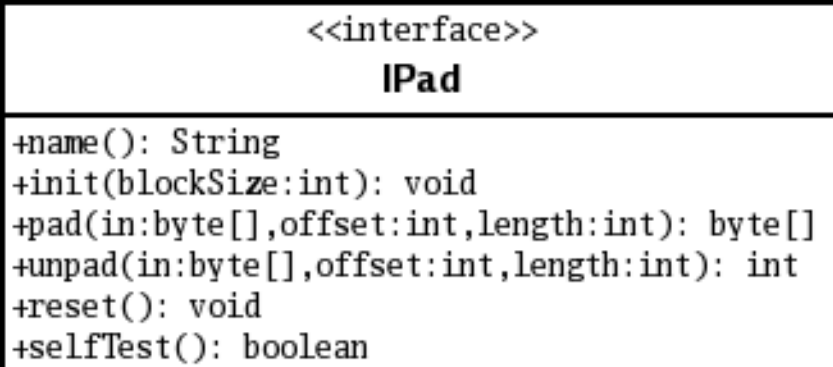 <<interface>>
IPad
+name(): String
+init(blockSize:int): void
+pad(in:byte[],offset:int,length:int): byte[]
+unpad(in:byte[],offset:int,length:int): int
+reset(): void
+selfTest(): boolean